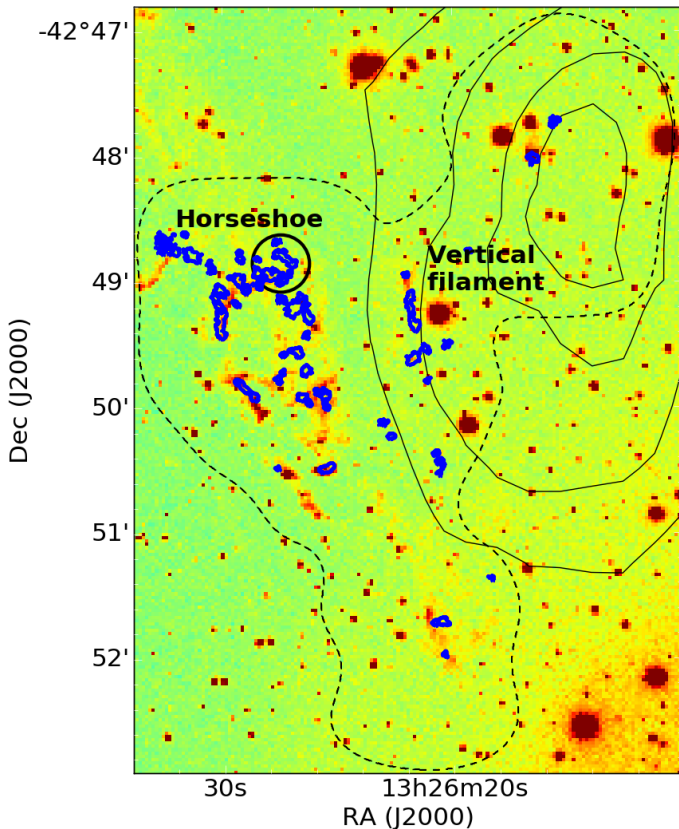 -42°47'
48'
Horseshoe
Vertical
filament
49'
Dec (J2000)
50'
51'
52'
30s
13h26m20s
RA (J2000)